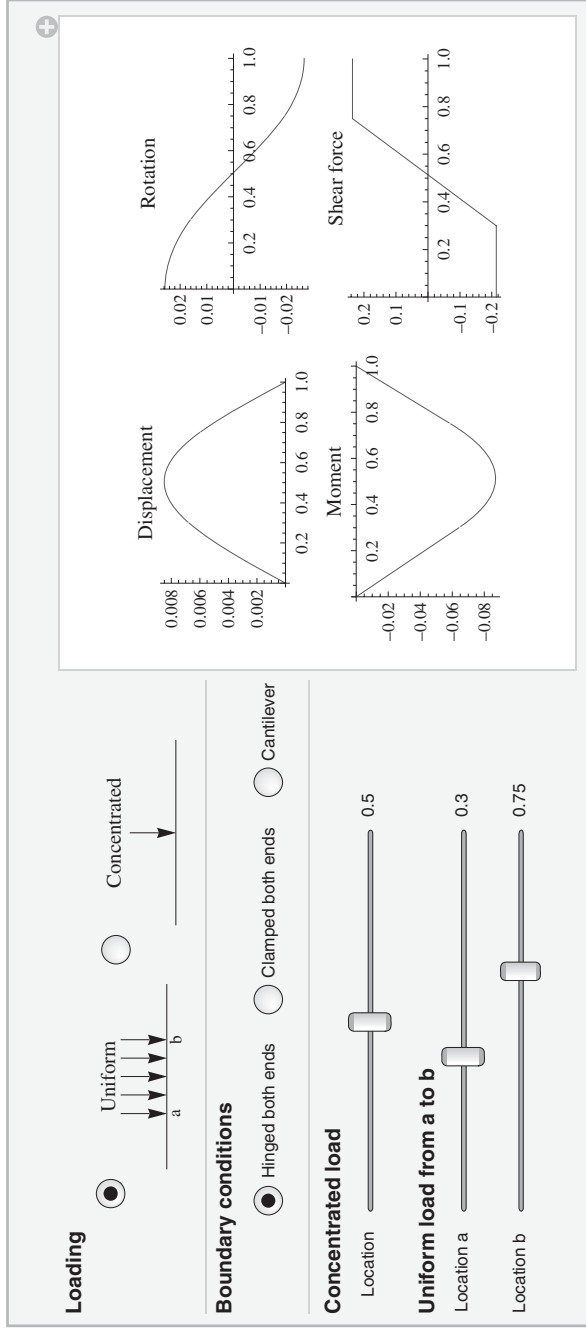 Loading
Uniform
a b
Concentrated
Boundary conditions
Hinged both ends Clamped both ends Cantilever
Concentrated load
Location 0.5
Uniform load from a to b
Location a 0.3
Location b 0.75
Displacement
0.008
0.006
0.004
0.002
0.2 0.4 0.6 0.8 1.0
Rotation
0.02
0.01
−0.01
−0.02
0.2 0.4 0.6 0.8 1.0
Moment
0.2 0.4 0.6 0.8 1.0
−0.02
−0.04
−0.06
−0.08
Shear force
0.2
0.1
−0.1
−0.2
0.2 0.4 0.6 0.8 1.0